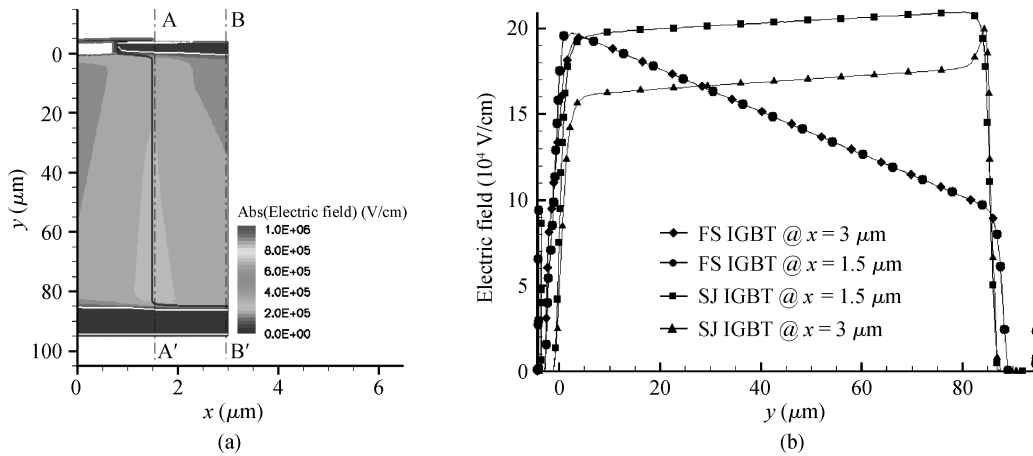 A
B
0
20
40
60
80
100
y (μm)
Abs(Electric field) (V/cm)
1.0E+06
8.0E+05
6.0E+05
4.0E+05
2.0E+05
0.0E+00
A′
B′
0
2
4
6
x (μm)
(a)
20
15
10
5
0
Electric field (10⁴ V/cm)
FS IGBT @ x = 3 μm
FS IGBT @ x = 1.5 μm
SJ IGBT @ x = 1.5 μm
SJ IGBT @ x = 3 μm
0
20
40
60
80
y (μm)
(b)